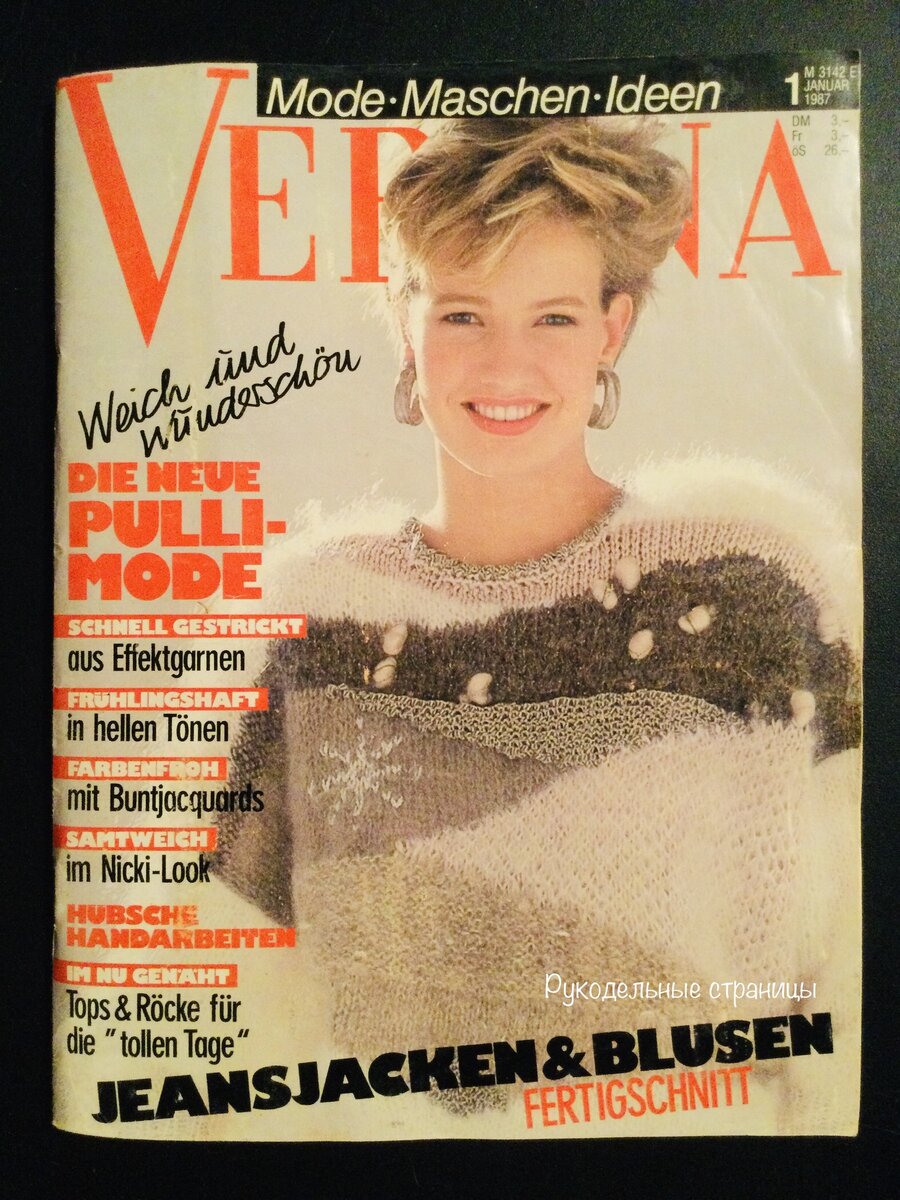 Mode·Maschen·Ideen
1
M 3142 E
JANUAR
1987
DM 3,-
Fr 3,-
öS 26,-
VERENA
Weich und
wunderschön
DIE NEUE
PULLI-
MODE
SCHNELL GESTRICKT
aus Effektgarnen
FRÜHLINGSHAFT
in hellen Tönen
FARBENFROH
mit Buntjacquards
SAMTWEICH
im Nicki-Look
HÜBSCHE
HANDARBEITEN
IM NU GENÄHT
Tops & Röcke für
die "tollen Tage"
Рукодельные страницы
JEANSJACKEN & BLUSEN
FERTIGSCHNITT